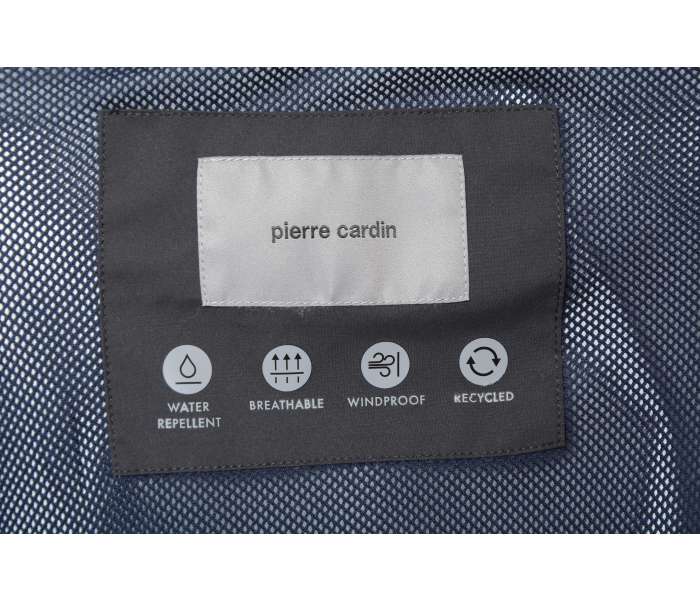 pierre cardin
WATER
REPELLENT
BREATHABLE
WINDPROOF
RECYCLED